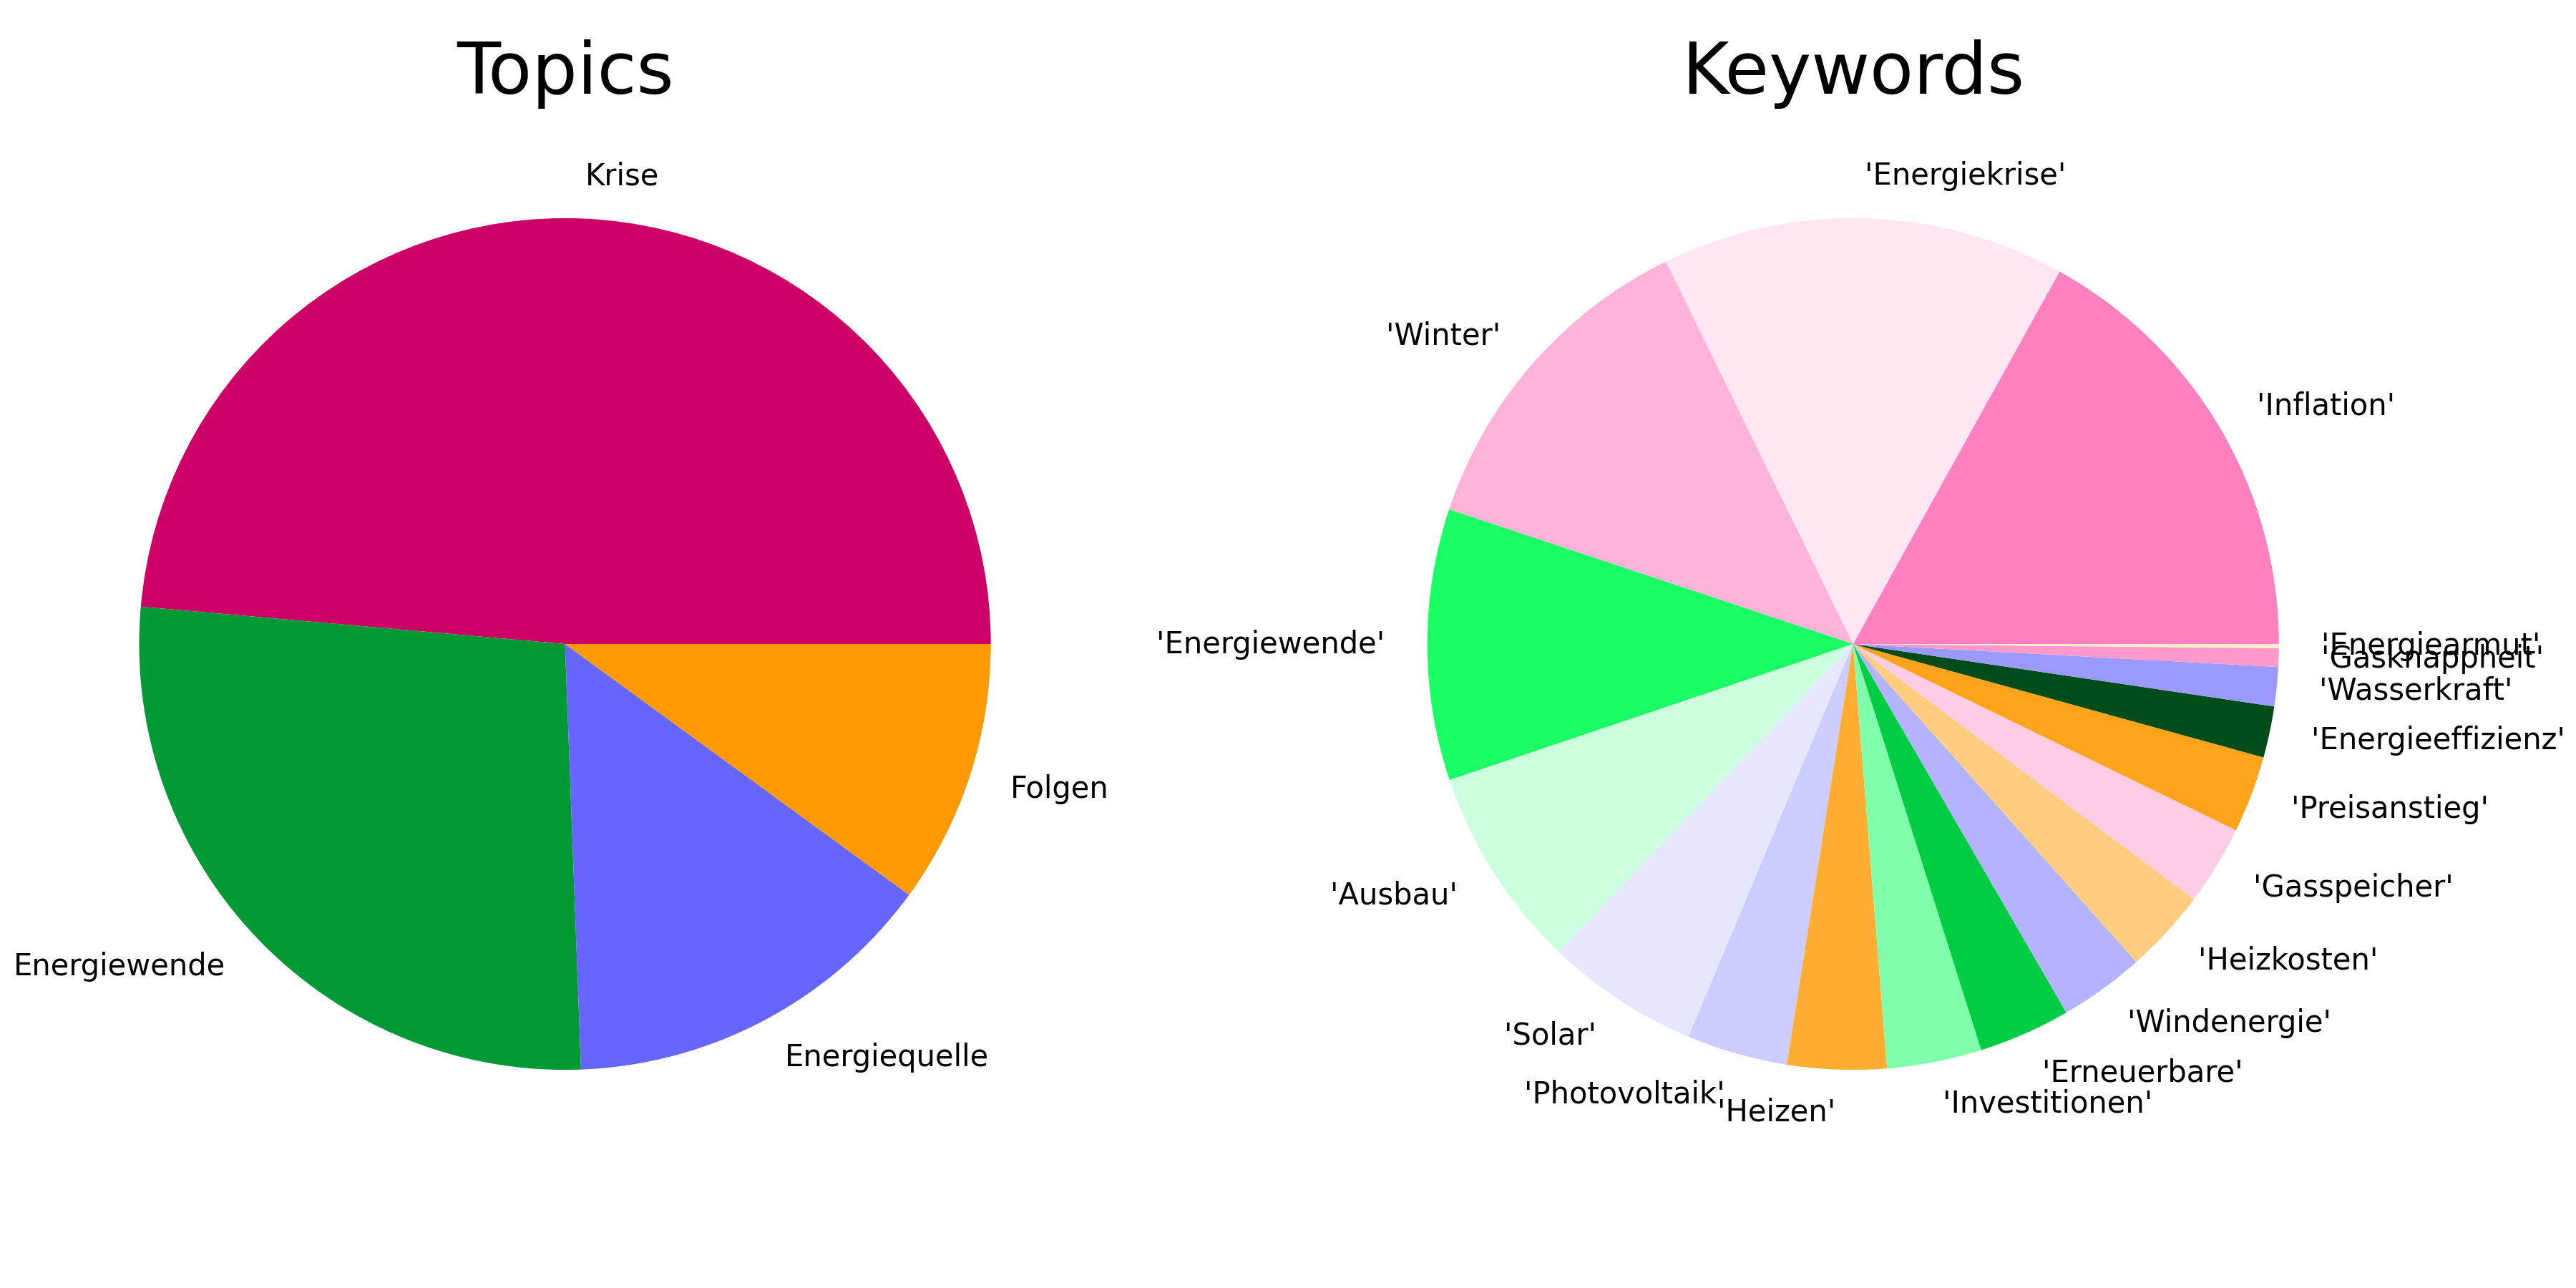 Topics
Krise
Energiewende
Energiequelle
Folgen
Keywords
'Energiekrise'
'Inflation'
'Winter'
'Energiewende'
'Ausbau'
'Solar'
'Photovoltaik'
'Heizen'
'Investitionen'
'Erneuerbare'
'Windenergie'
'Heizkosten'
'Gasspeicher'
'Preisanstieg'
'Energieeffizienz'
'Wasserkraft'
'Gasknappheit'
'Energiearmut'